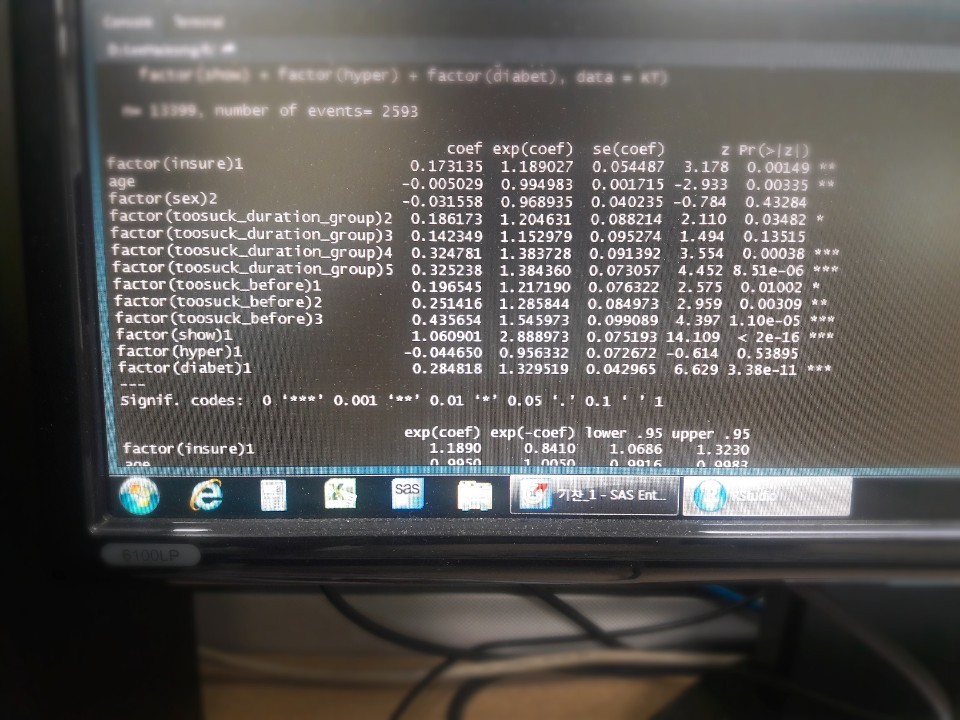 Console Terminal
factor(show) + factor(hyper) + factor(diabet), data = KT)
n= 13399, number of events= 2593
coef exp(coef) se(coef) z Pr(>|z|)
factor(insure)1 0.173135 1.189027 0.054487 3.178 0.00149 **
age -0.005029 0.994983 0.001715 -2.933 0.00335 **
factor(sex)2 -0.031558 0.968935 0.040235 -0.784 0.43284
factor(toosuck_duration_group)2 0.186173 1.204631 0.088214 2.110 0.03482 *
factor(toosuck_duration_group)3 0.142349 1.152979 0.095274 1.494 0.13515
factor(toosuck_duration_group)4 0.324781 1.383728 0.091392 3.554 0.00038 ***
factor(toosuck_duration_group)5 0.325238 1.384360 0.073057 4.452 8.51e-06 ***
factor(toosuck_before)1 0.196545 1.217190 0.076322 2.575 0.01002 *
factor(toosuck_before)2 0.251416 1.285844 0.084973 2.959 0.00309 **
factor(toosuck_before)3 0.435654 1.545973 0.099089 4.397 1.10e-05 ***
factor(show)1 1.060901 2.888973 0.075193 14.109 < 2e-16 ***
factor(hyper)1 -0.044650 0.956332 0.072672 -0.614 0.53895
factor(diabet)1 0.284818 1.329519 0.042965 6.629 3.38e-11 ***
---
Signif. codes: 0 ‘***’ 0.001 ‘**’ 0.01 ‘*’ 0.05 ‘.’ 0.1 ‘ ’ 1
exp(coef) exp(-coef) lower .95 upper .95
factor(insure)1 1.1890 0.8410 1.0686 1.3230
age 0.9950 1.0050 0.9916 0.9983
sas 기찬_1 - SAS Ent... RStudio
S100LP